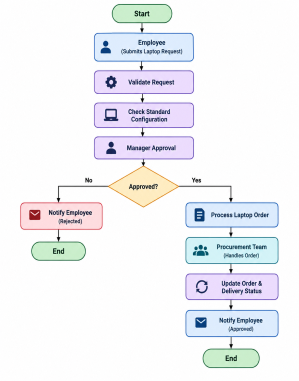 Start
Employee
(Submits Laptop Request)
Validate Request
Check Standard
Configuration
Manager Approval
Approved?
No
Yes
Notify Employee
(Rejected)
End
Process Laptop Order
Procurement Team
(Handles Order)
Update Order &
Delivery Status
Notify Employee
(Approved)
End